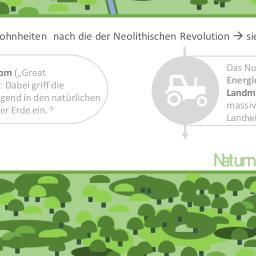 ohnheiten nach die der Neolithischen Revolution → sie
om („Great
: Dabei griff die
gend in den natürlichen
er Erde ein. ⁵
Das Nu
Energie
Landm
massiv
Landwi
Naturn